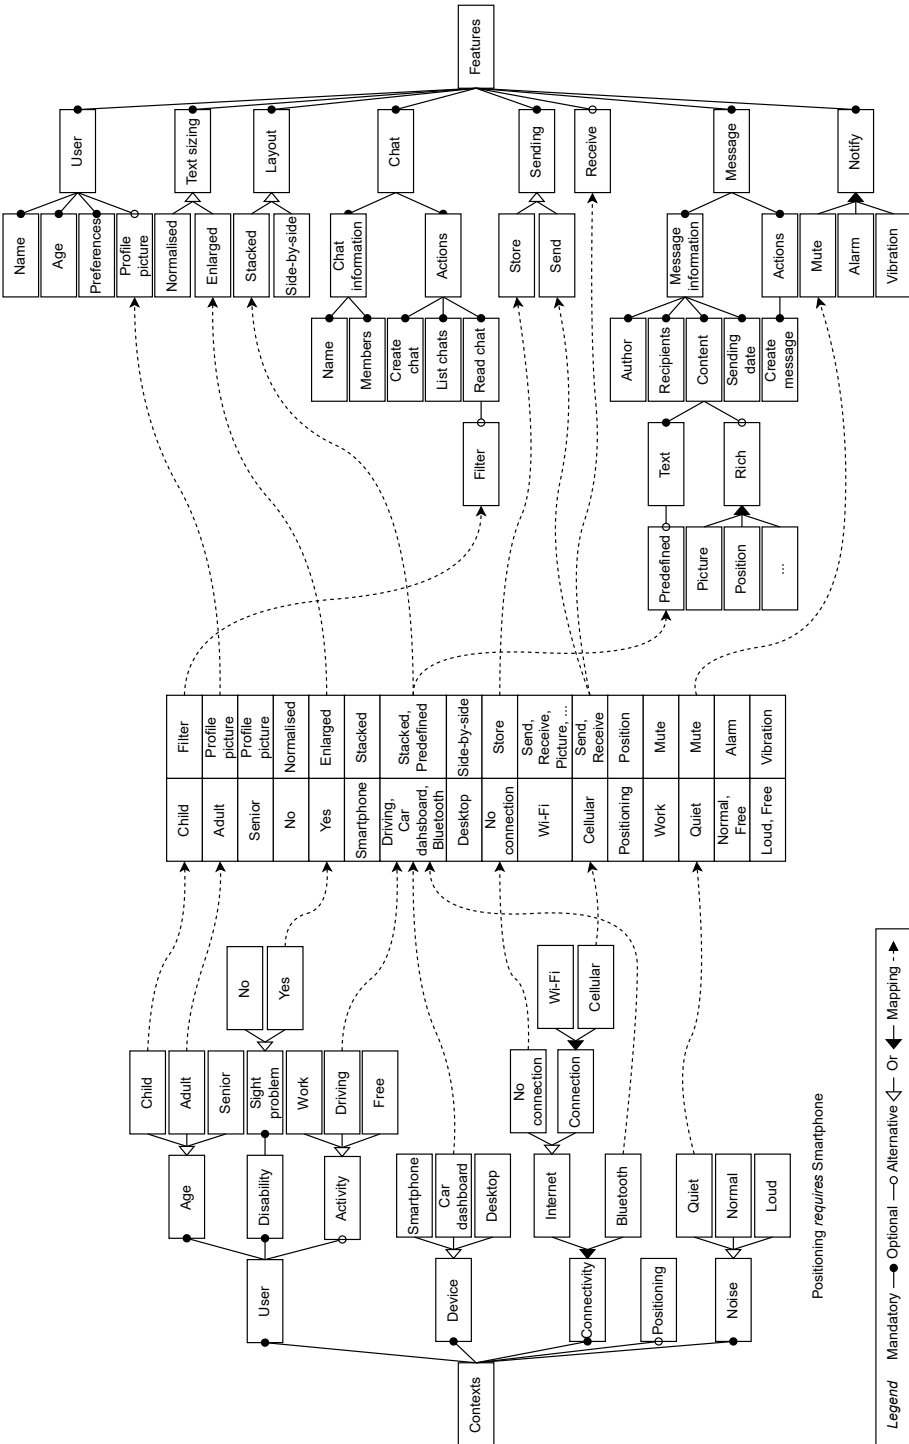 Features
User
Text sizing
Layout
Chat
Sending
Receive
Message
Notify
Name
Age
Preferences
Profile
picture
Normalised
Enlarged
Stacked
Side-by-side
Chat
information
Actions
Store
Send
Message
information
Actions
Mute
Alarm
Vibration
Name
Members
Create
chat
List chats
Read chat
Author
Recipients
Content
Sending
date
Create
message
Filter
Text
Rich
Predefined
Picture
Position
...
Filter
Profile
picture
Profile
picture
Normalised
Enlarged
Stacked
Stacked,
Predefined
Side-by-side
Store
Send,
Receive,
Picture, ...
Send,
Receive
Position
Mute
Mute
Alarm
Vibration
Child
Adult
Senior
No
Yes
Smartphone
Driving,
Car
dahsboard,
Bluetooth
Desktop
No
connection
Wi-Fi
Cellular
Positioning
Work
Quiet
Normal,
Free
Loud, Free
No
Yes
Wi-Fi
Cellular
Child
Adult
Senior
Sight
problem
Work
Driving
Free
No
connection
Connection
Age
Disability
Activity
Smartphone
Car
dashboard
Desktop
Internet
Bluetooth
Quiet
Normal
Loud
User
Device
Connectivity
Positioning
Noise
Contexts
Positioning requires Smartphone
Legend Mandatory Optional Alternative Or Mapping